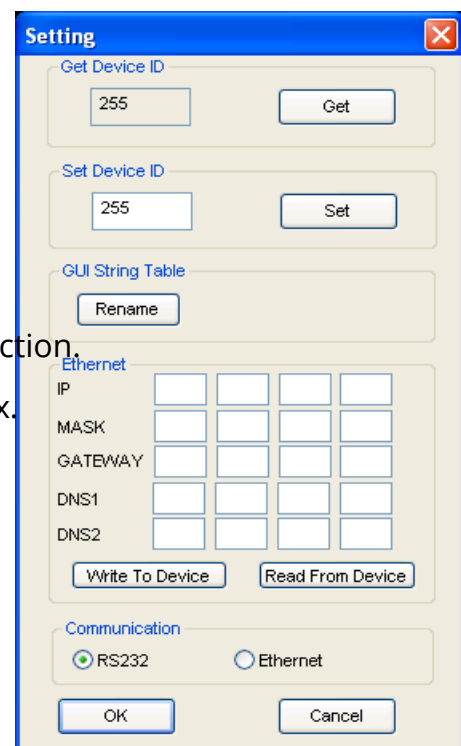 Setting
Get Device ID
255 Get
Set Device ID
255 Set
GUI String Table
Rename
ction.
Ethernet
IP
x.
MASK
GATEWAY
DNS1
DNS2
Write To Device Read From Device
Communication
RS232 Ethernet
OK Cancel